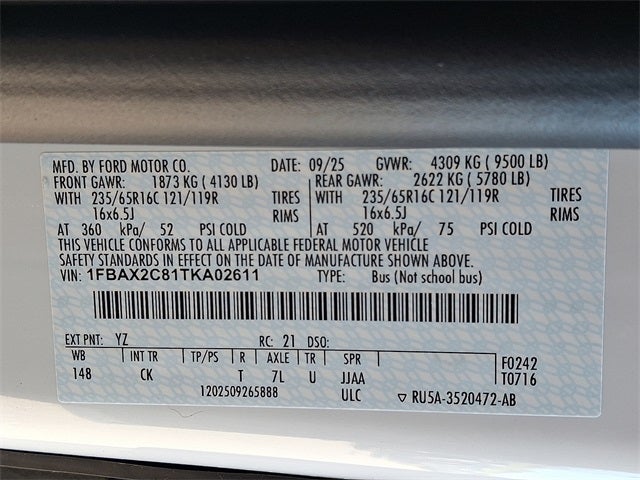 MFD. BY FORD MOTOR CO. DATE: 09/25 GVWR: 4309 KG ( 9500 LB)
FRONT GAWR: 1873 KG ( 4130 LB) REAR GAWR: 2622 KG ( 5780 LB)
WITH 235/65R16C 121/119R TIRES WITH 235/65R16C 121/119R TIRES
16x6.5J RIMS 16x6.5J RIMS
AT 360 kPa/ 52 PSI COLD AT 520 kPa/ 75 PSI COLD
THIS VEHICLE CONFORMS TO ALL APPLICABLE FEDERAL MOTOR VEHICLE
SAFETY STANDARDS IN EFFECT ON THE DATE OF MANUFACTURE SHOWN ABOVE.
VIN: 1FBAX2C81TKA02611 TYPE: Bus (Not school bus)
EXT PNT: YZ RC: 21 DSO:
WB INT TR TP/PS R AXLE TR SPR F0242
148 CK T 7L U JJAA T0716
1202509265888 ULC RU5A-3520472-AB